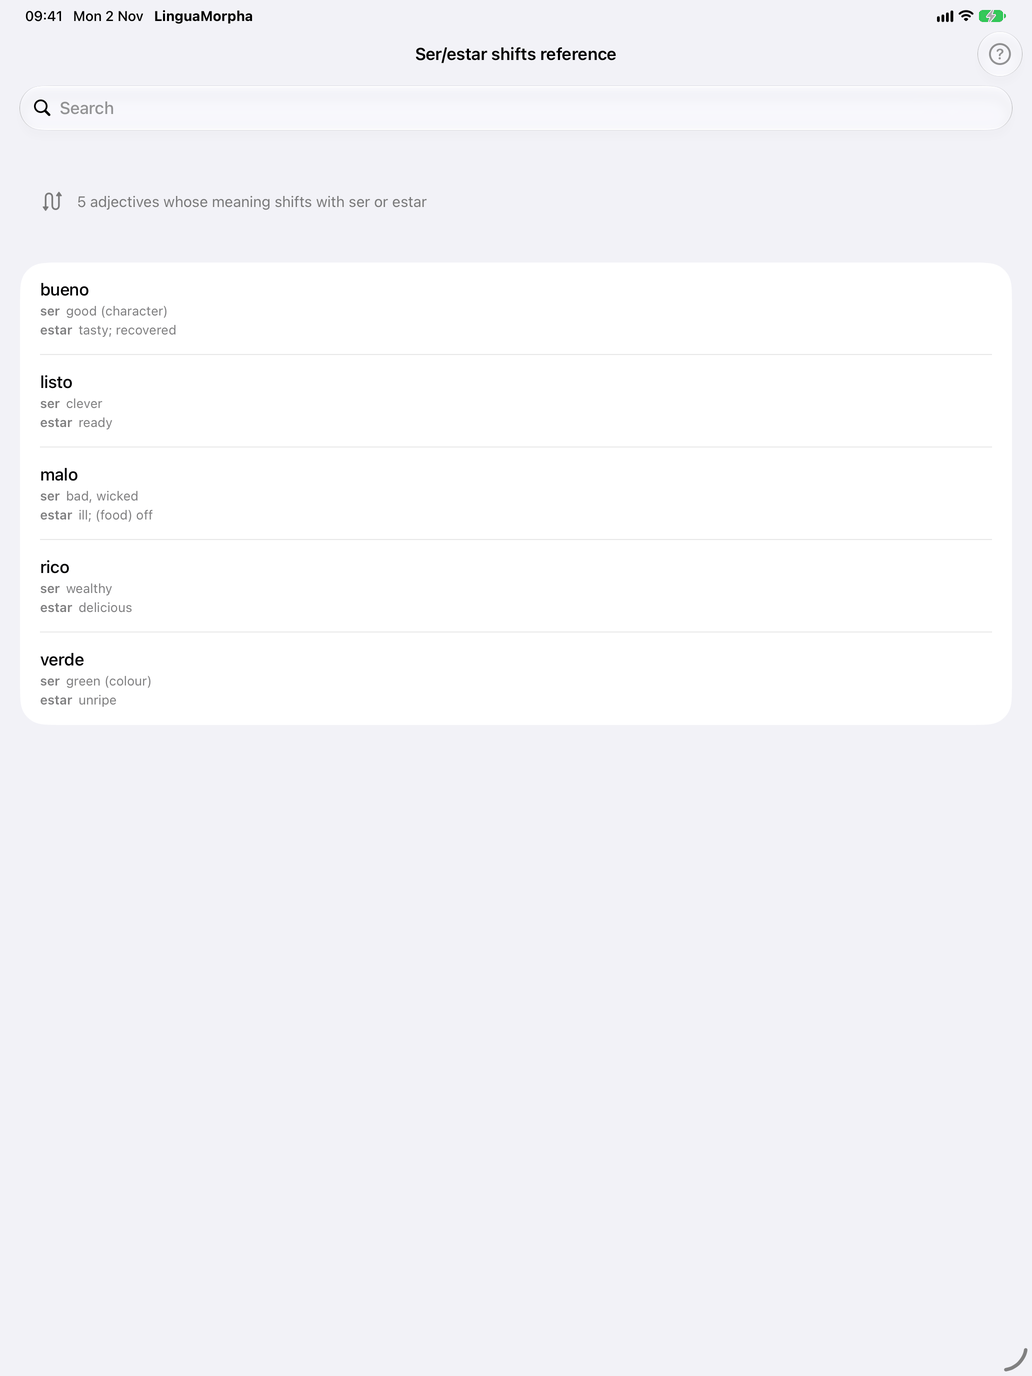 09:41 Mon 2 Nov LinguaMorpha
Ser/estar shifts reference
?
Search
5 adjectives whose meaning shifts with ser or estar
bueno
ser good (character)
estar tasty; recovered
listo
ser clever
estar ready
malo
ser bad, wicked
estar ill; (food) off
rico
ser wealthy
estar delicious
verde
ser green (colour)
estar unripe